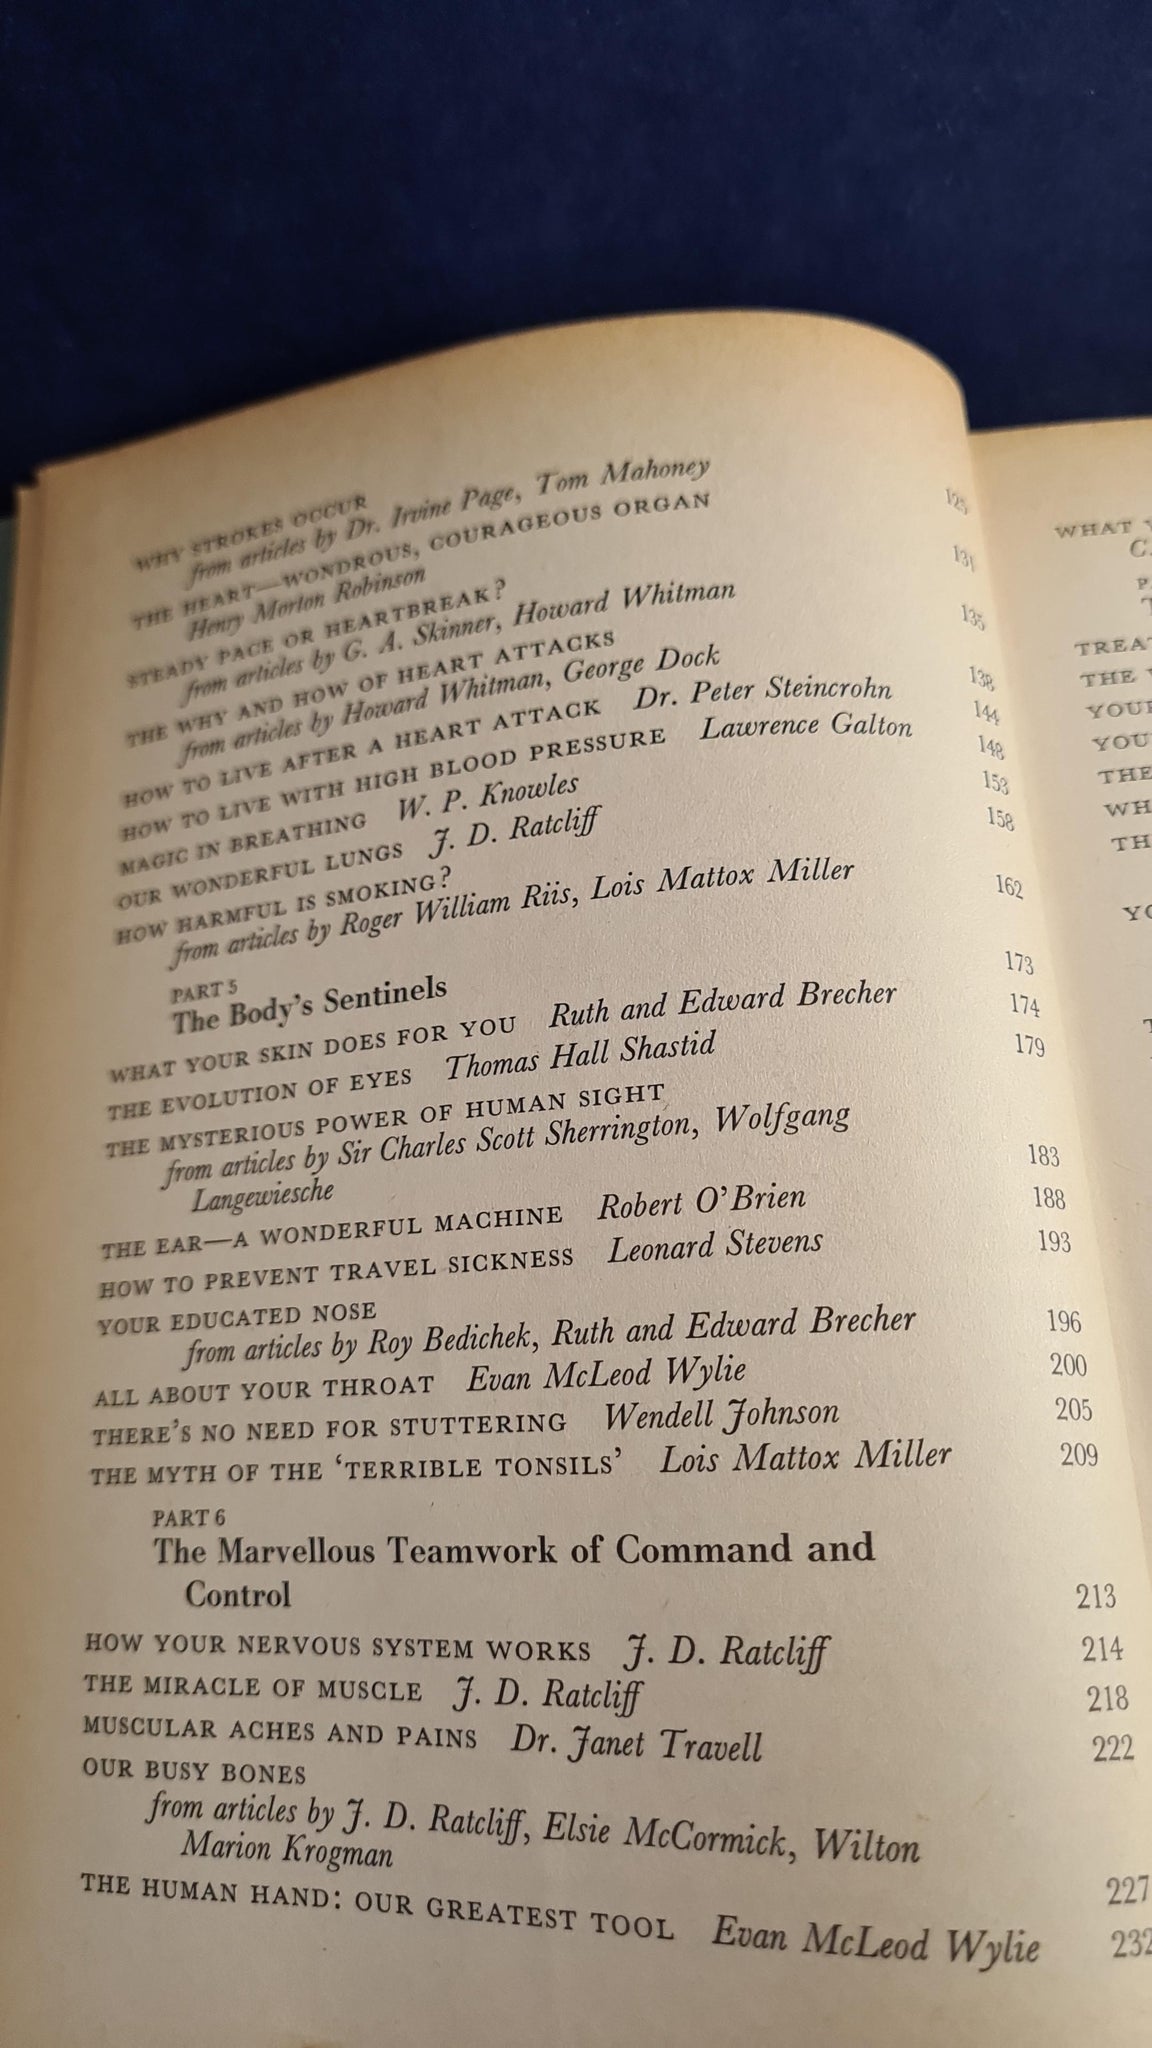 WHY STROKES OCCUR
from articles by Dr. Irvine Page, Tom Mahoney 125
THE HEART—WONDROUS, COURAGEOUS ORGAN
Henry Morton Robinson 131
STEADY PACE OR HEARTBREAK?
from articles by G. A. Skinner, Howard Whitman 135
THE WHY AND HOW OF HEART ATTACKS
from articles by Howard Whitman, George Dock 138
HOW TO LIVE AFTER A HEART ATTACK Dr. Peter Steincrohn 144
HOW TO LIVE WITH HIGH BLOOD PRESSURE Lawrence Galton 148
MAGIC IN BREATHING W. P. Knowles 153
OUR WONDERFUL LUNGS J. D. Ratcliff 158
HOW HARMFUL IS SMOKING?
from articles by Roger William Riis, Lois Mattox Miller 162
PART 5
The Body's Sentinels 173
WHAT YOUR SKIN DOES FOR YOU Ruth and Edward Brecher 174
THE EVOLUTION OF EYES Thomas Hall Shastid 179
THE MYSTERIOUS POWER OF HUMAN SIGHT
from articles by Sir Charles Scott Sherrington, Wolfgang
Langewiesche 183
THE EAR—A WONDERFUL MACHINE Robert O'Brien 188
HOW TO PREVENT TRAVEL SICKNESS Leonard Stevens 193
YOUR EDUCATED NOSE
from articles by Roy Bedichek, Ruth and Edward Brecher 196
ALL ABOUT YOUR THROAT Evan McLeod Wylie 200
THERE'S NO NEED FOR STUTTERING Wendell Johnson 205
THE MYTH OF THE 'TERRIBLE TONSILS' Lois Mattox Miller 209
PART 6
The Marvellous Teamwork of Command and
Control 213
HOW YOUR NERVOUS SYSTEM WORKS J. D. Ratcliff 214
THE MIRACLE OF MUSCLE J. D. Ratcliff 218
MUSCULAR ACHES AND PAINS Dr. Janet Travell 222
OUR BUSY BONES
from articles by J. D. Ratcliff, Elsie McCormick, Wilton
Marion Krogman 227
THE HUMAN HAND: OUR GREATEST TOOL Evan McLeod Wylie 232
WHAT
C.
TREAT
THE
YOUR
YOU
THE
WH
TH
YO